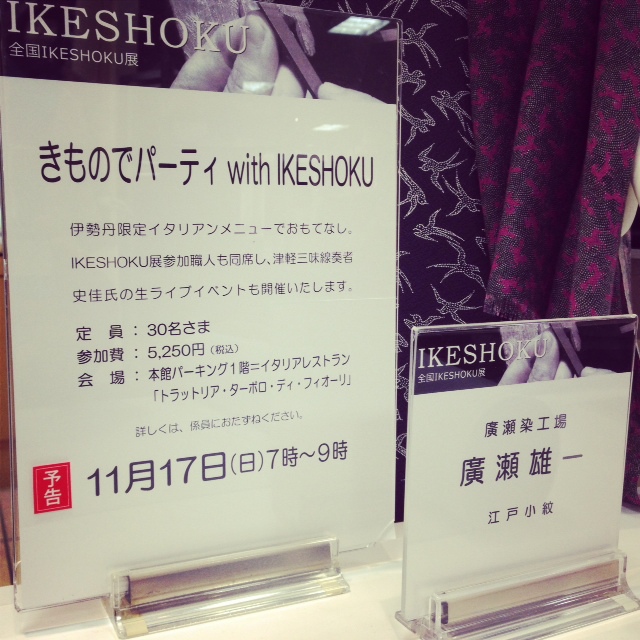 IKESHOKU
全国IKESHOKU展
きものでパーティ with IKESHOKU
伊勢丹限定イタリアンメニューでおもてなし。
IKESHOKU展参加職人も同席し、津軽三味線奏者
史佳氏の生ライブイベントも開催いたします。
定 員 : 30名さま
参加費 : 5,250円 (税込)
会 場 : 本館パーキング1階=イタリアレストラン
「トラットリア・ターボロ・ディ・フィオーリ」
詳しくは、係員におたずねください。
予告
11月17日(日)7時~9時
IKESHOKU
全国IKESHOKU展
廣瀬染工場
廣瀬雄一
江戸小紋